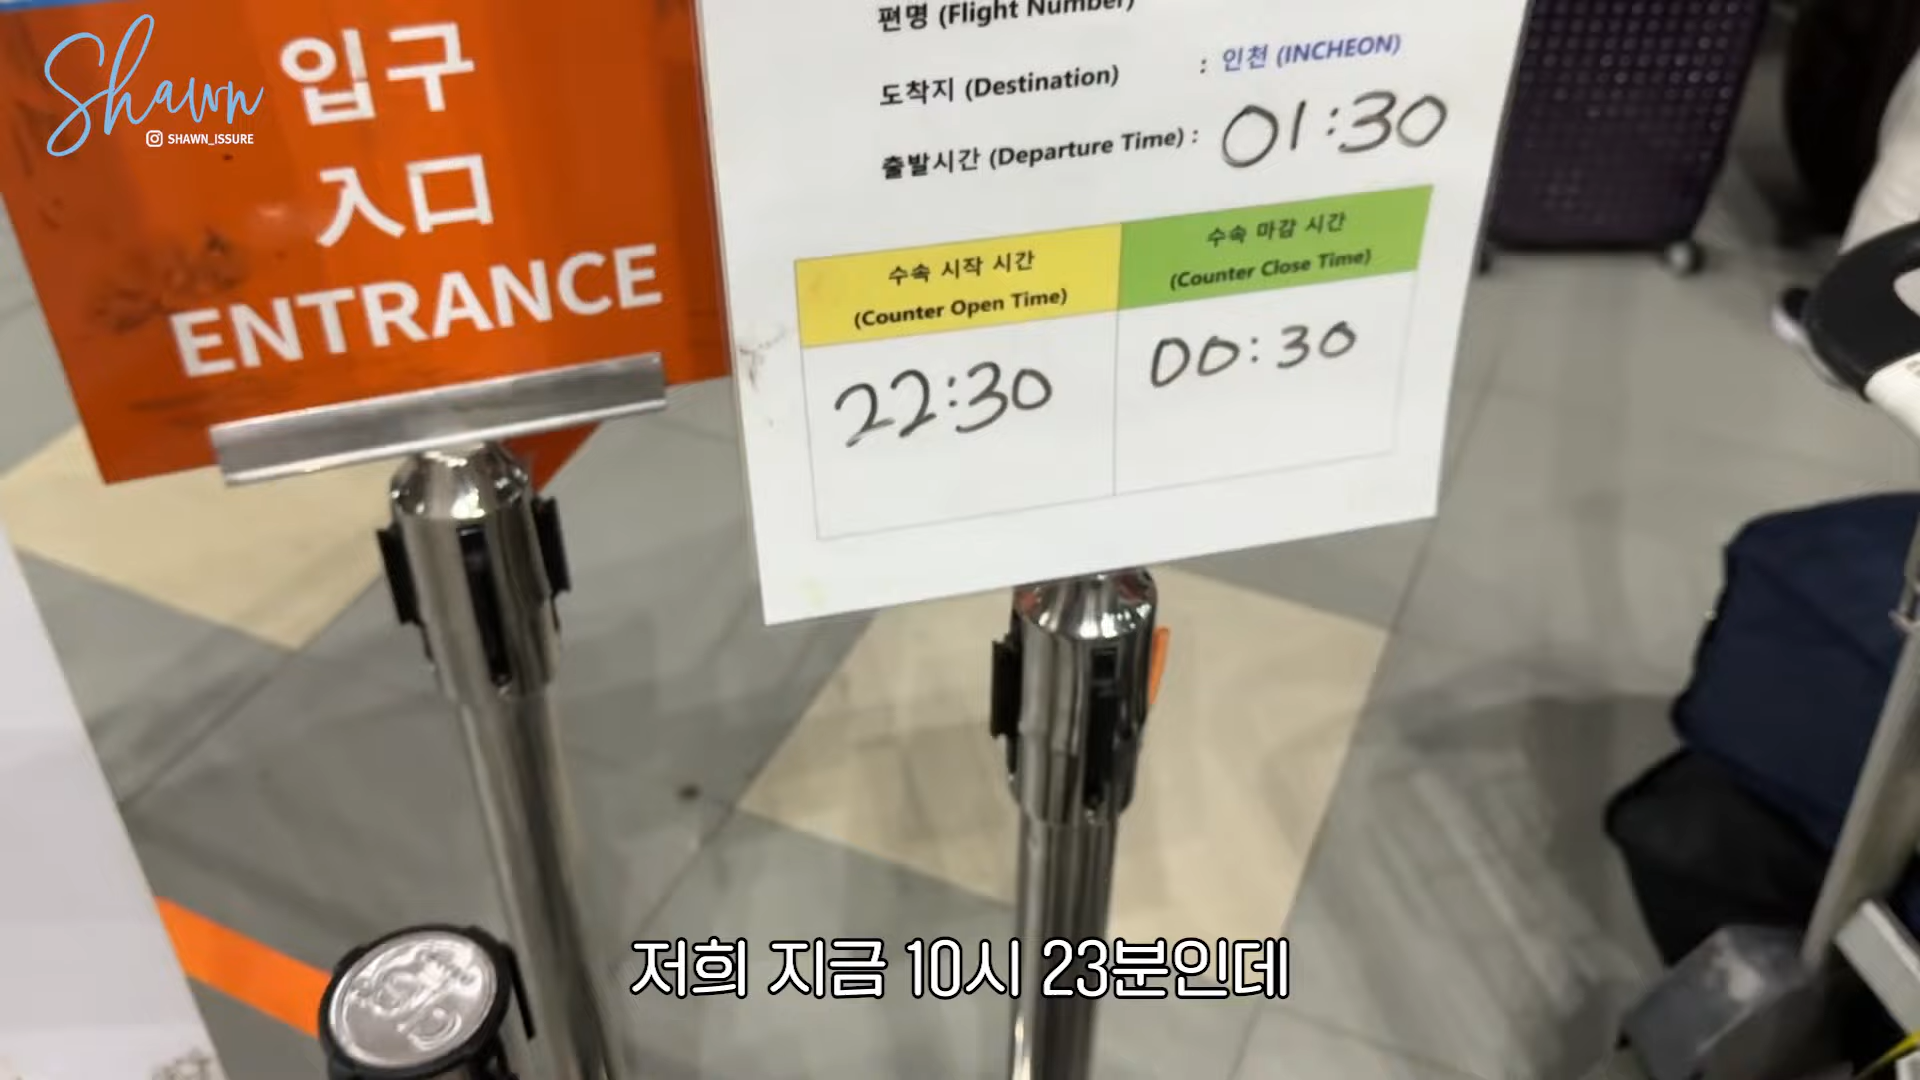 Shawn
SHAWN_ISSURE
입구
入口
ENTRANCE
편명 (Flight Number)
도착지 (Destination) : 인천 (INCHEON)
출발시간 (Departure Time) : 01:30
수속 시작 시간
(Counter Open Time)
수속 마감 시간
(Counter Close Time)
22:30
00:30
저희 지금 10시 23분인데